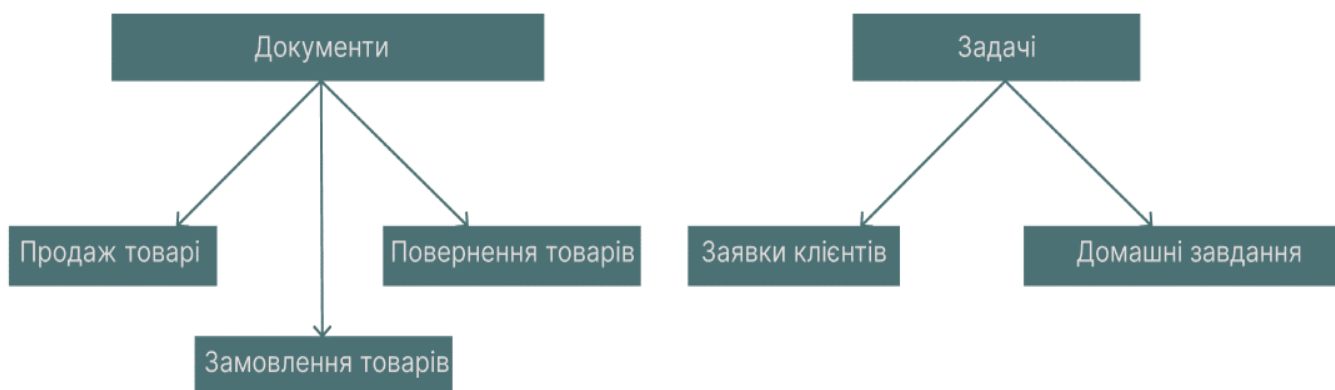 Документи
Задачі
Продаж товарі
Повернення товарів
Заявки клієнтів
Домашні завдання
Замовлення товарів